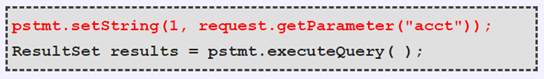 pstmt.setString(1, request.getParameter("acct"));
ResultSet results = pstmt.executeQuery( );